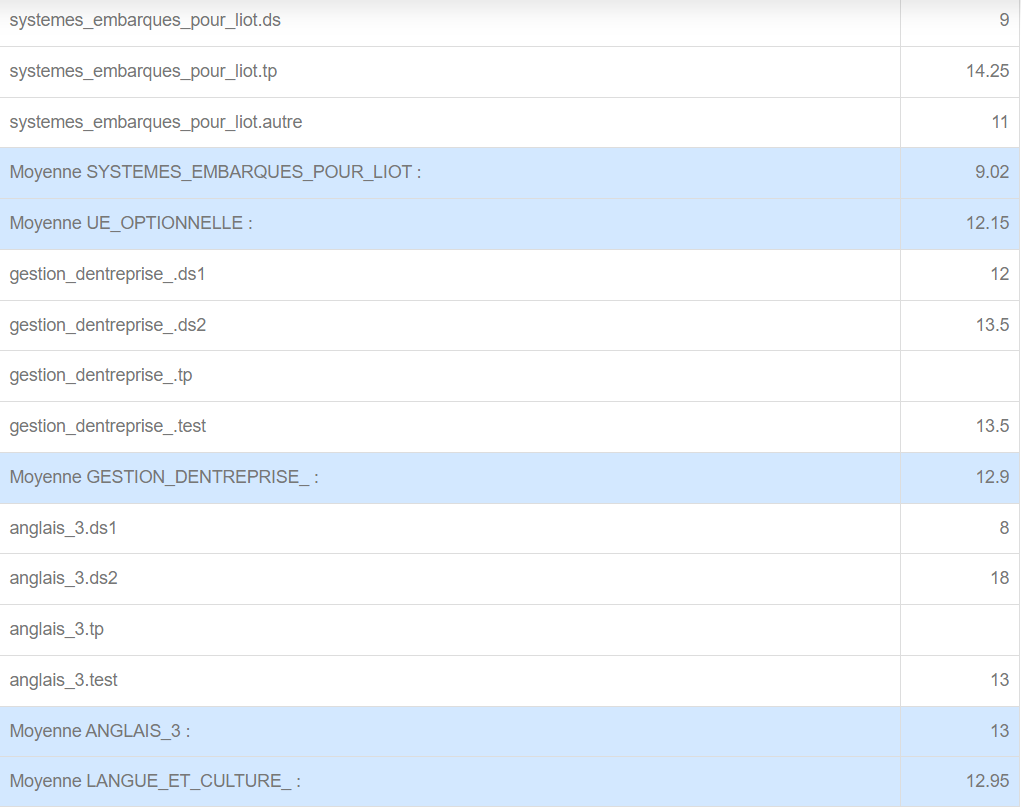 systemes_embarques_pour_liot.ds 9
systemes_embarques_pour_liot.tp 14.25
systemes_embarques_pour_liot.autre 11
Moyenne SYSTEMES_EMBARQUES_POUR_LIOT : 9.02
Moyenne UE_OPTIONNELLE : 12.15
gestion_dentreprise_.ds1 12
gestion_dentreprise_.ds2 13.5
gestion_dentreprise_.tp
gestion_dentreprise_.test 13.5
Moyenne GESTION_DENTREPRISE_ : 12.9
anglais_3.ds1 8
anglais_3.ds2 18
anglais_3.tp
anglais_3.test 13
Moyenne ANGLAIS_3 : 13
Moyenne LANGUE_ET_CULTURE_ : 12.95